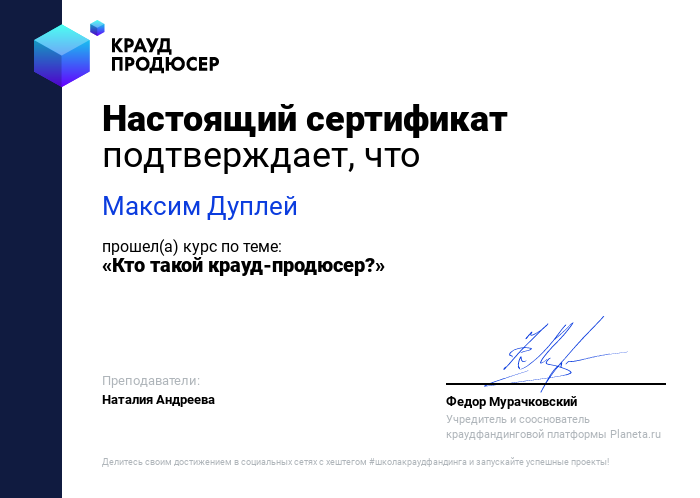 КРАУД
ПРОДЮСЕР
Настоящий сертификат
подтверждает, что
Максим Дуплей
прошел(а) курс по теме:
«Кто такой крауд-продюсер?»
Преподаватели:
Наталия Андреева
Федор Мурачковский
Учредитель и сооснователь
краудфандинговой платформы Planeta.ru
Делитесь своим достижением в социальных сетях с хештегом #школакраудфандинга и запускайте успешные проекты!